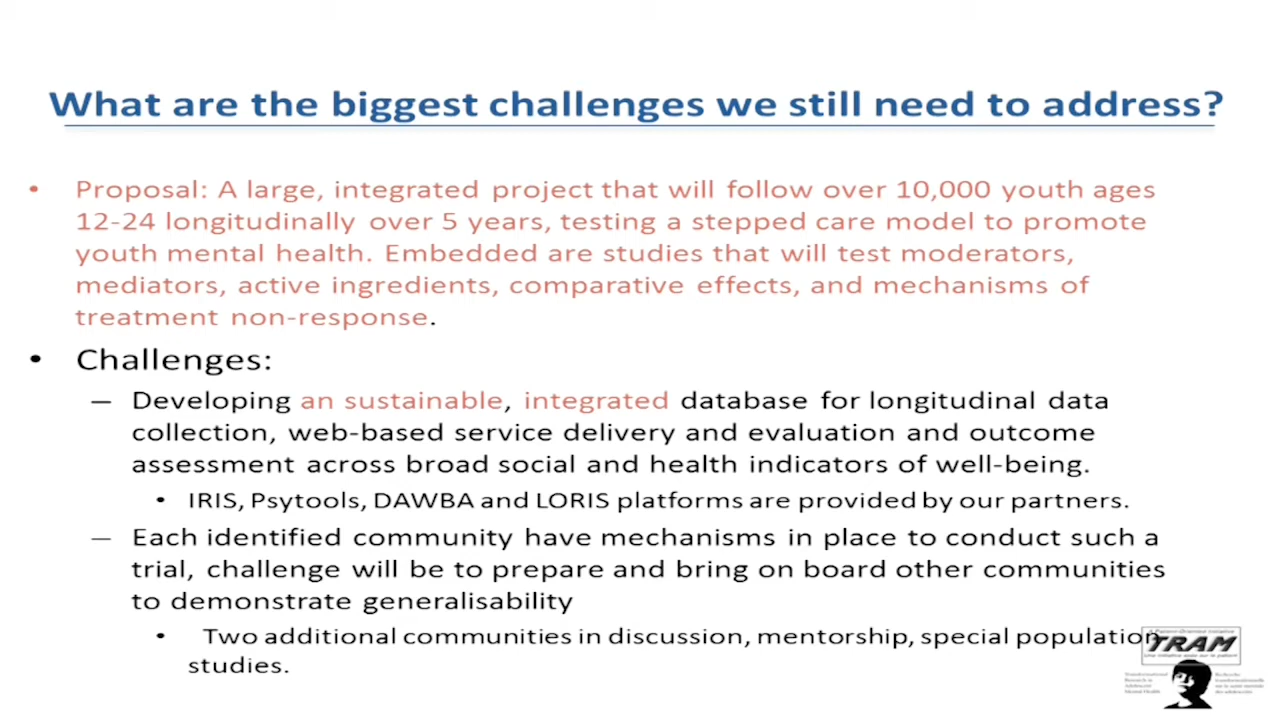 What are the biggest challenges we still need to address?
• Proposal: A large, integrated project that will follow over 10,000 youth ages
12-24 longitudinally over 5 years, testing a stepped care model to promote
youth mental health. Embedded are studies that will test moderators,
mediators, active ingredients, comparative effects, and mechanisms of
treatment non-response.
• Challenges:
— Developing an sustainable, integrated database for longitudinal data
collection, web-based service delivery and evaluation and outcome
assessment across broad social and health indicators of well-being.
• IRIS, Psytools, DAWBA and LORIS platforms are provided by our partners.
— Each identified community have mechanisms in place to conduct such a
trial, challenge will be to prepare and bring on board other communities
to demonstrate generalisability
• Two additional communities in discussion, mentorship, special population
studies.
TRAM
Transformational
Research in
Adolescent
Mental Health